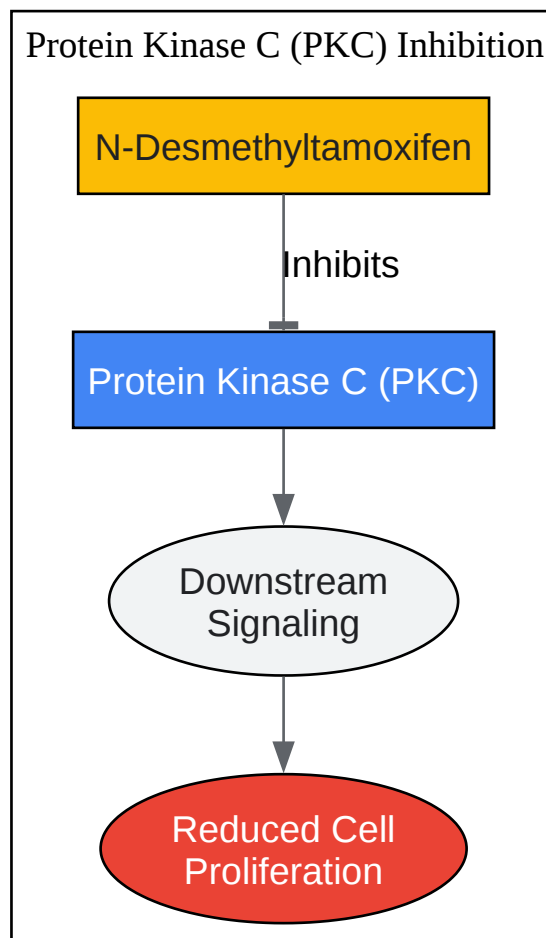 Protein Kinase C (PKC) Inhibition
N-Desmethyltamoxifen
Inhibits
Protein Kinase C (PKC)
Downstream
Signaling
Reduced Cell
Proliferation